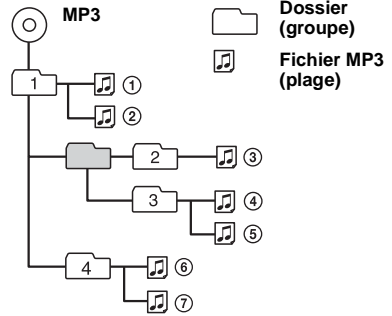 MP3
Dossier
(groupe)
Fichier MP3
(plage)
1
①
②
2
③
3
④
⑤
4
⑥
⑦